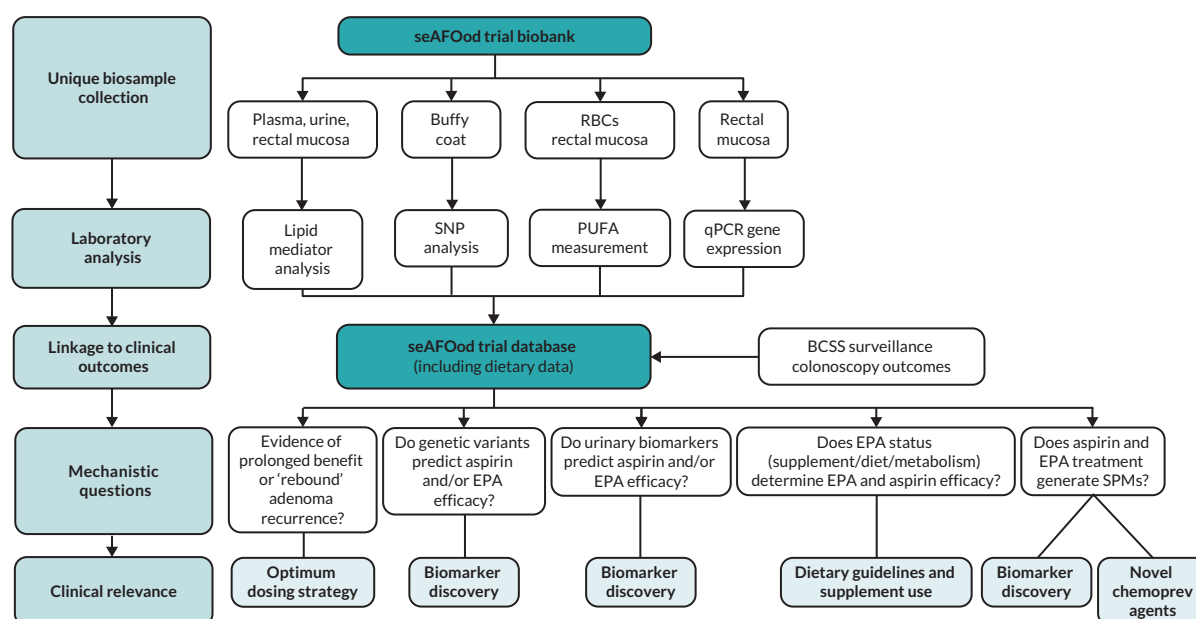 Unique biosample
collection
Laboratory
analysis
Linkage to clinical
outcomes
Mechanistic
questions
Clinical relevance
seAFOod trial biobank
Plasma, urine,
rectal mucosa
Buffy
coat
RBCs
rectal mucosa
Rectal
mucosa
Lipid
mediator
analysis
SNP
analysis
PUFA
measurement
qPCR gene
expression
seAFOod trial database
(including dietary data)
BCSS surveillance
colonoscopy outcomes
Evidence of
prolonged benefit
or ‘rebound’
adenoma
recurrence?
Do genetic variants
predict aspirin
and/or EPA
efficacy?
Do urinary biomarkers
predict aspirin and/or
EPA efficacy?
Does EPA status
(supplement/diet/metabolism)
determine EPA and aspirin efficacy?
Does aspirin and
EPA treatment
generate SPMs?
Optimum
dosing strategy
Biomarker
discovery
Biomarker
discovery
Dietary guidelines and
supplement use
Biomarker
discovery
Novel
chemoprev
agents